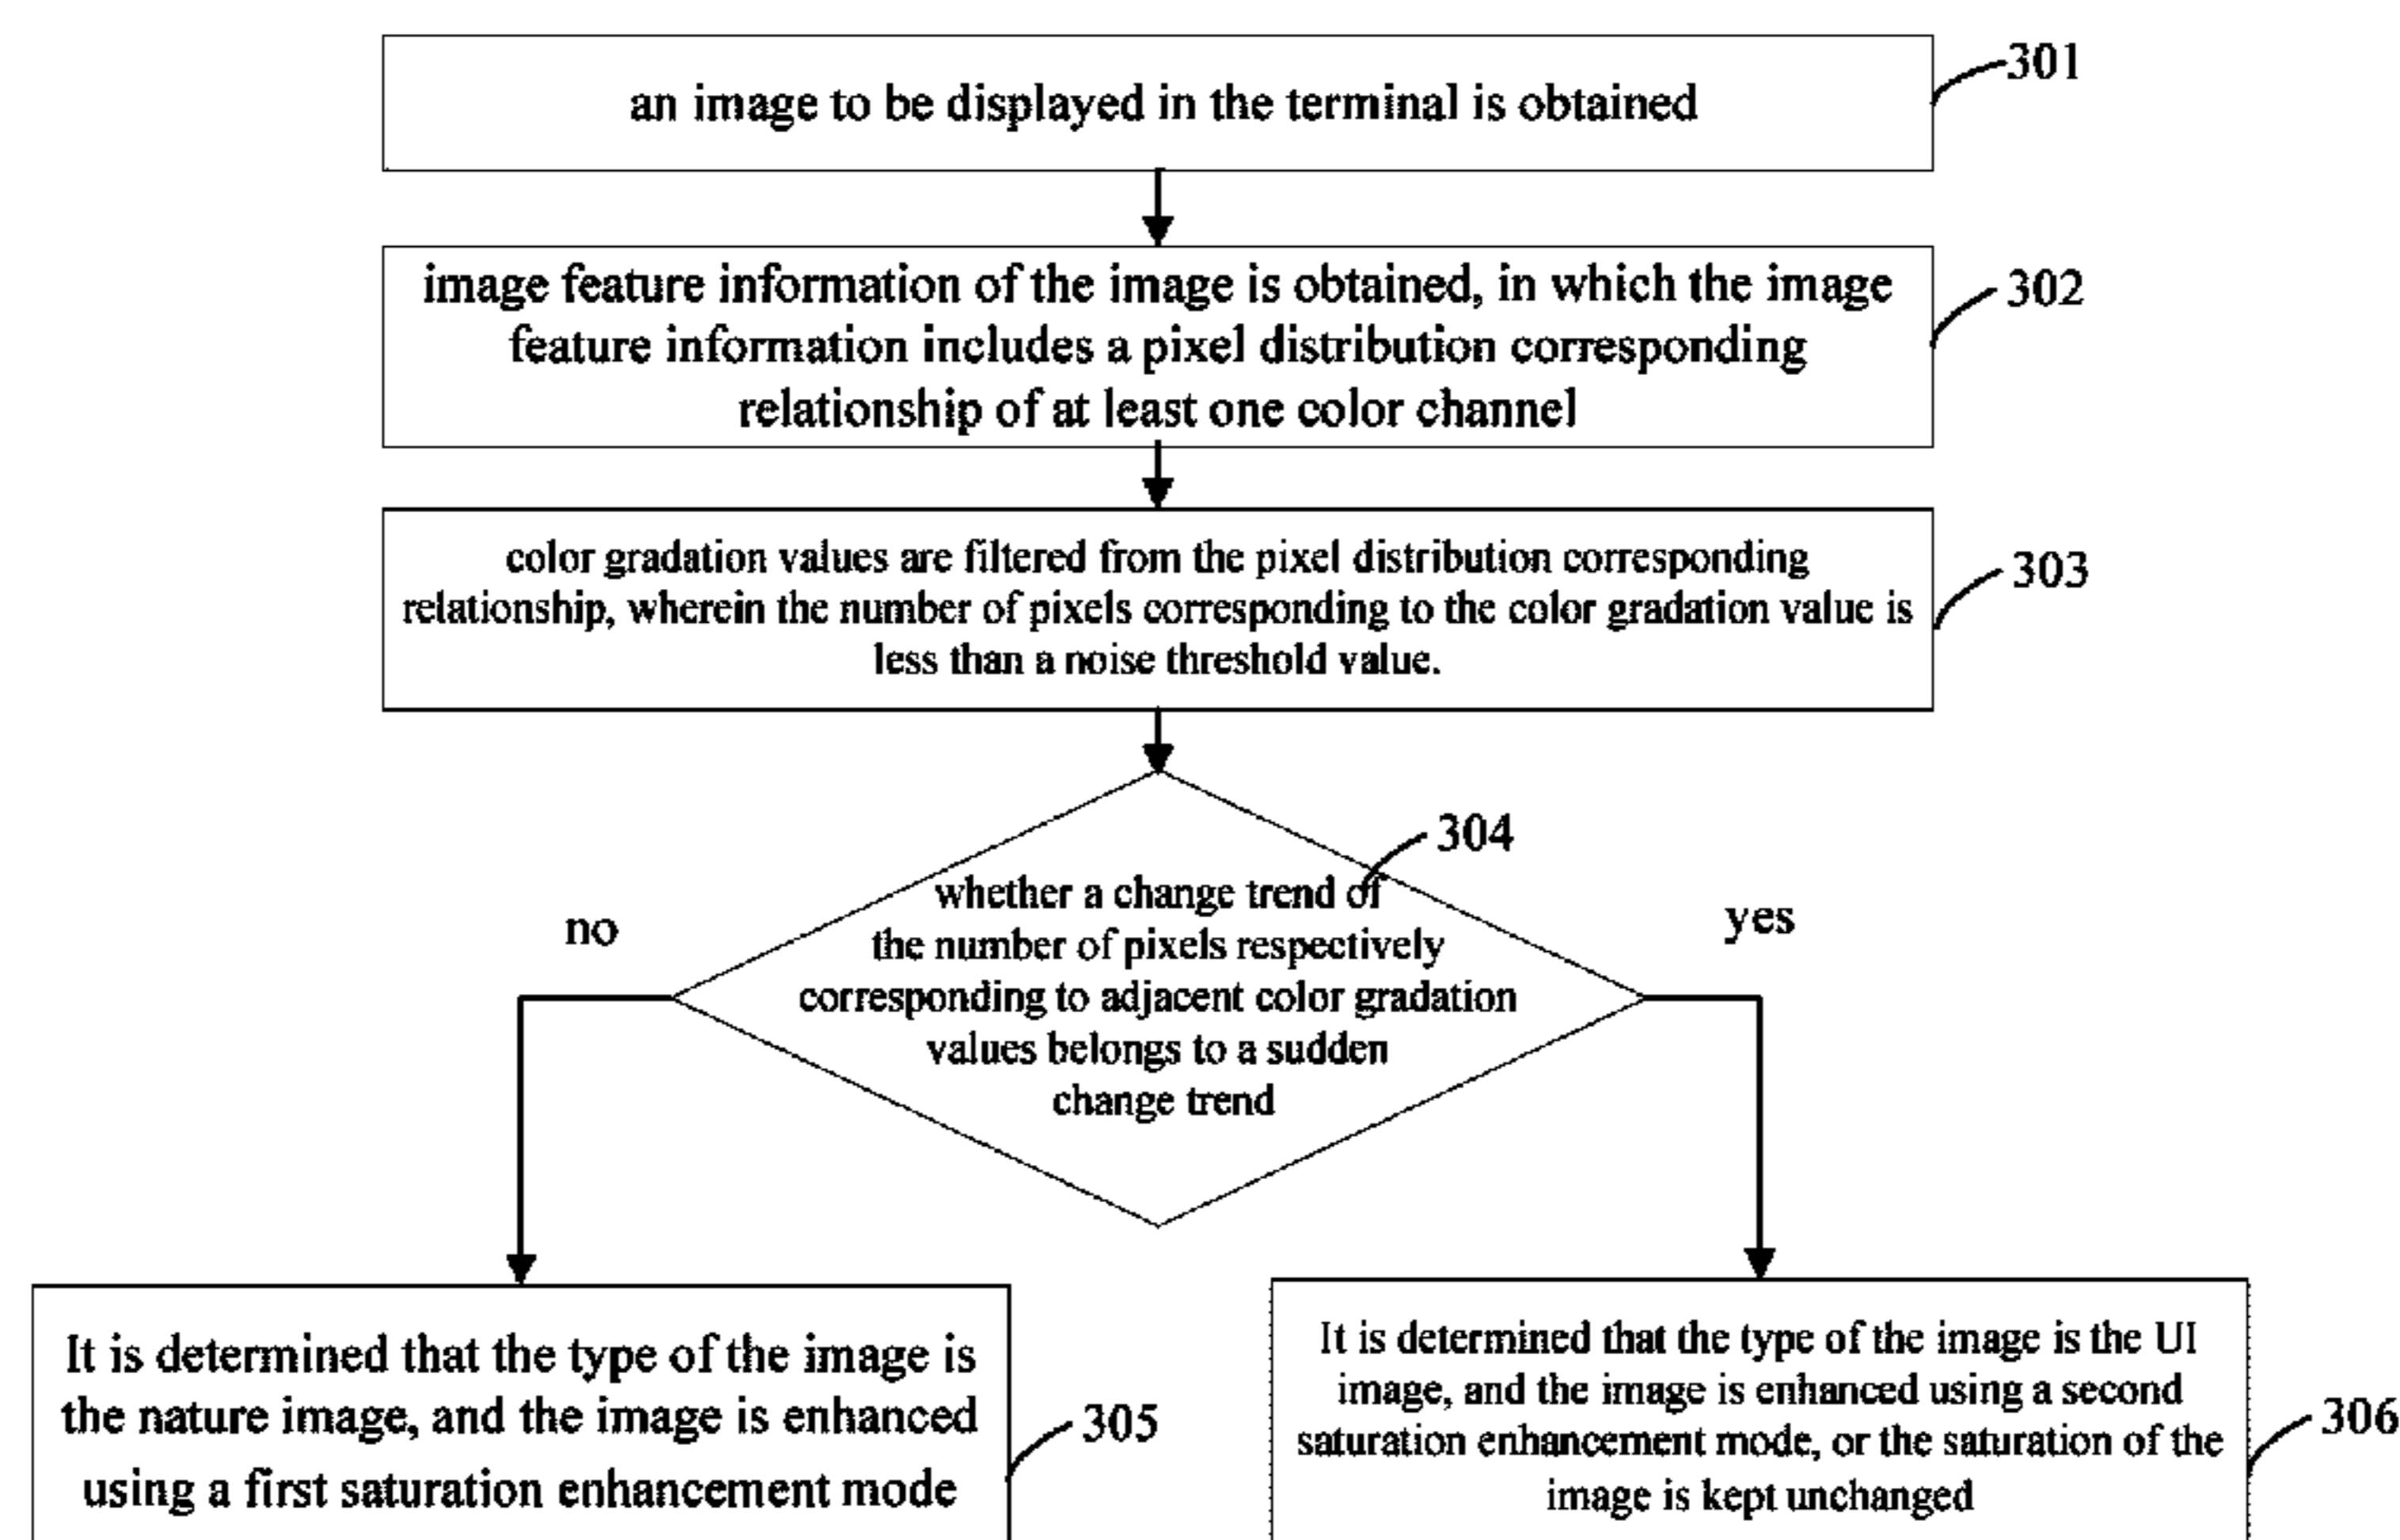 an image to be displayed in the terminal is obtained
301
image feature information of the image is obtained, in which the image
feature information includes a pixel distribution corresponding
relationship of at least one color channel
302
color gradation values are filtered from the pixel distribution corresponding
relationship, wherein the number of pixels corresponding to the color gradation value is
less than a noise threshold value.
303
304
whether a change trend of
the number of pixels respectively
corresponding to adjacent color gradation
values belongs to a sudden
change trend
no
yes
It is determined that the type of the image is
the nature image, and the image is enhanced
using a first saturation enhancement mode
305
It is determined that the type of the image is the UI
image, and the image is enhanced using a second
saturation enhancement mode, or the saturation of the
image is kept unchanged
306